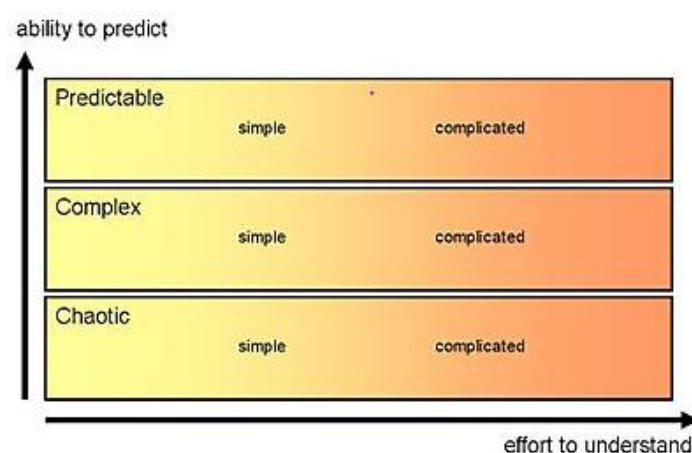 ability to predict
Predictable
simple complicated
Complex
simple complicated
Chaotic
simple complicated
effort to understand